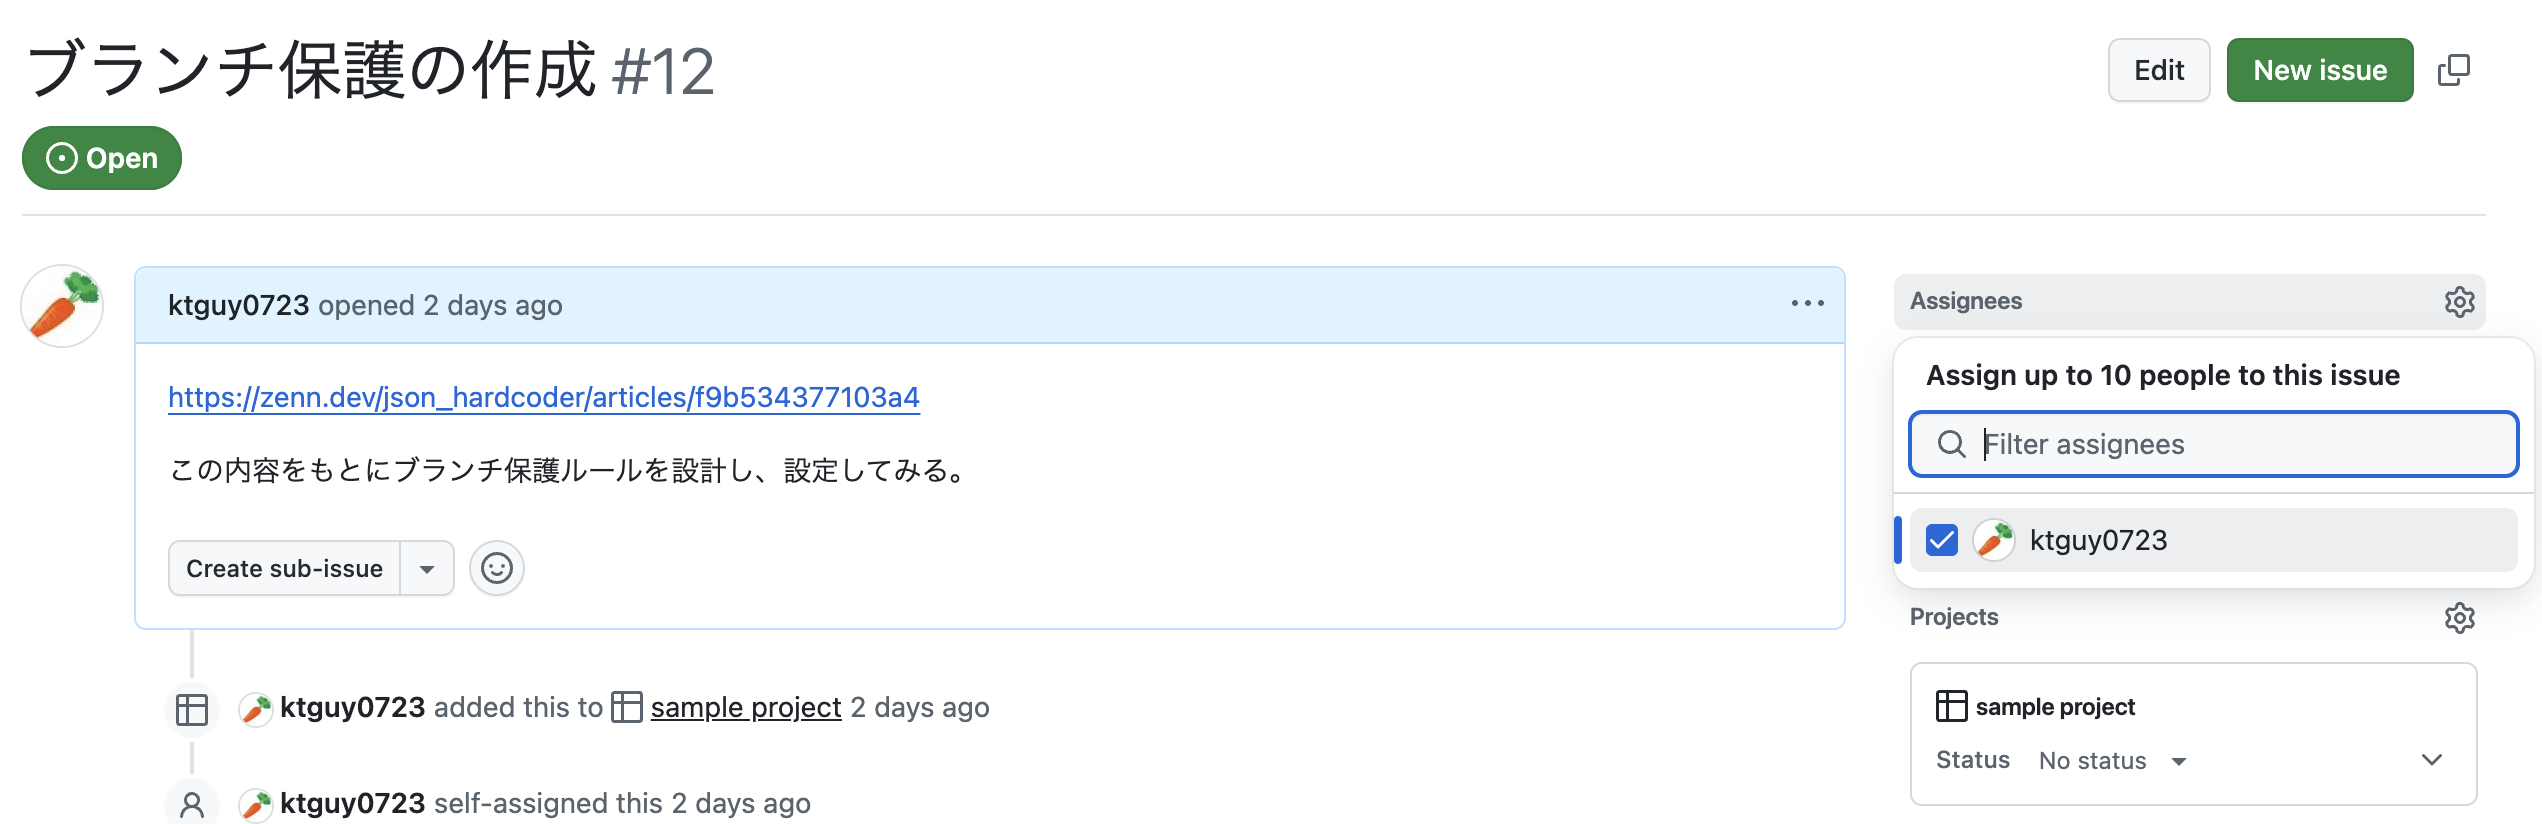 ブランチ保護の作成 #12
Edit
New issue
Open
ktguy0723 opened 2 days ago
https://zenn.dev/json_hardcoder/articles/f9b534377103a4
この内容をもとにブランチ保護ルールを設計し、設定してみる。
Create sub-issue
ktguy0723 added this to sample project 2 days ago
ktguy0723 self-assigned this 2 days ago
Assignees
Assign up to 10 people to this issue
Filter assignees
ktguy0723
Projects
sample project
Status No status